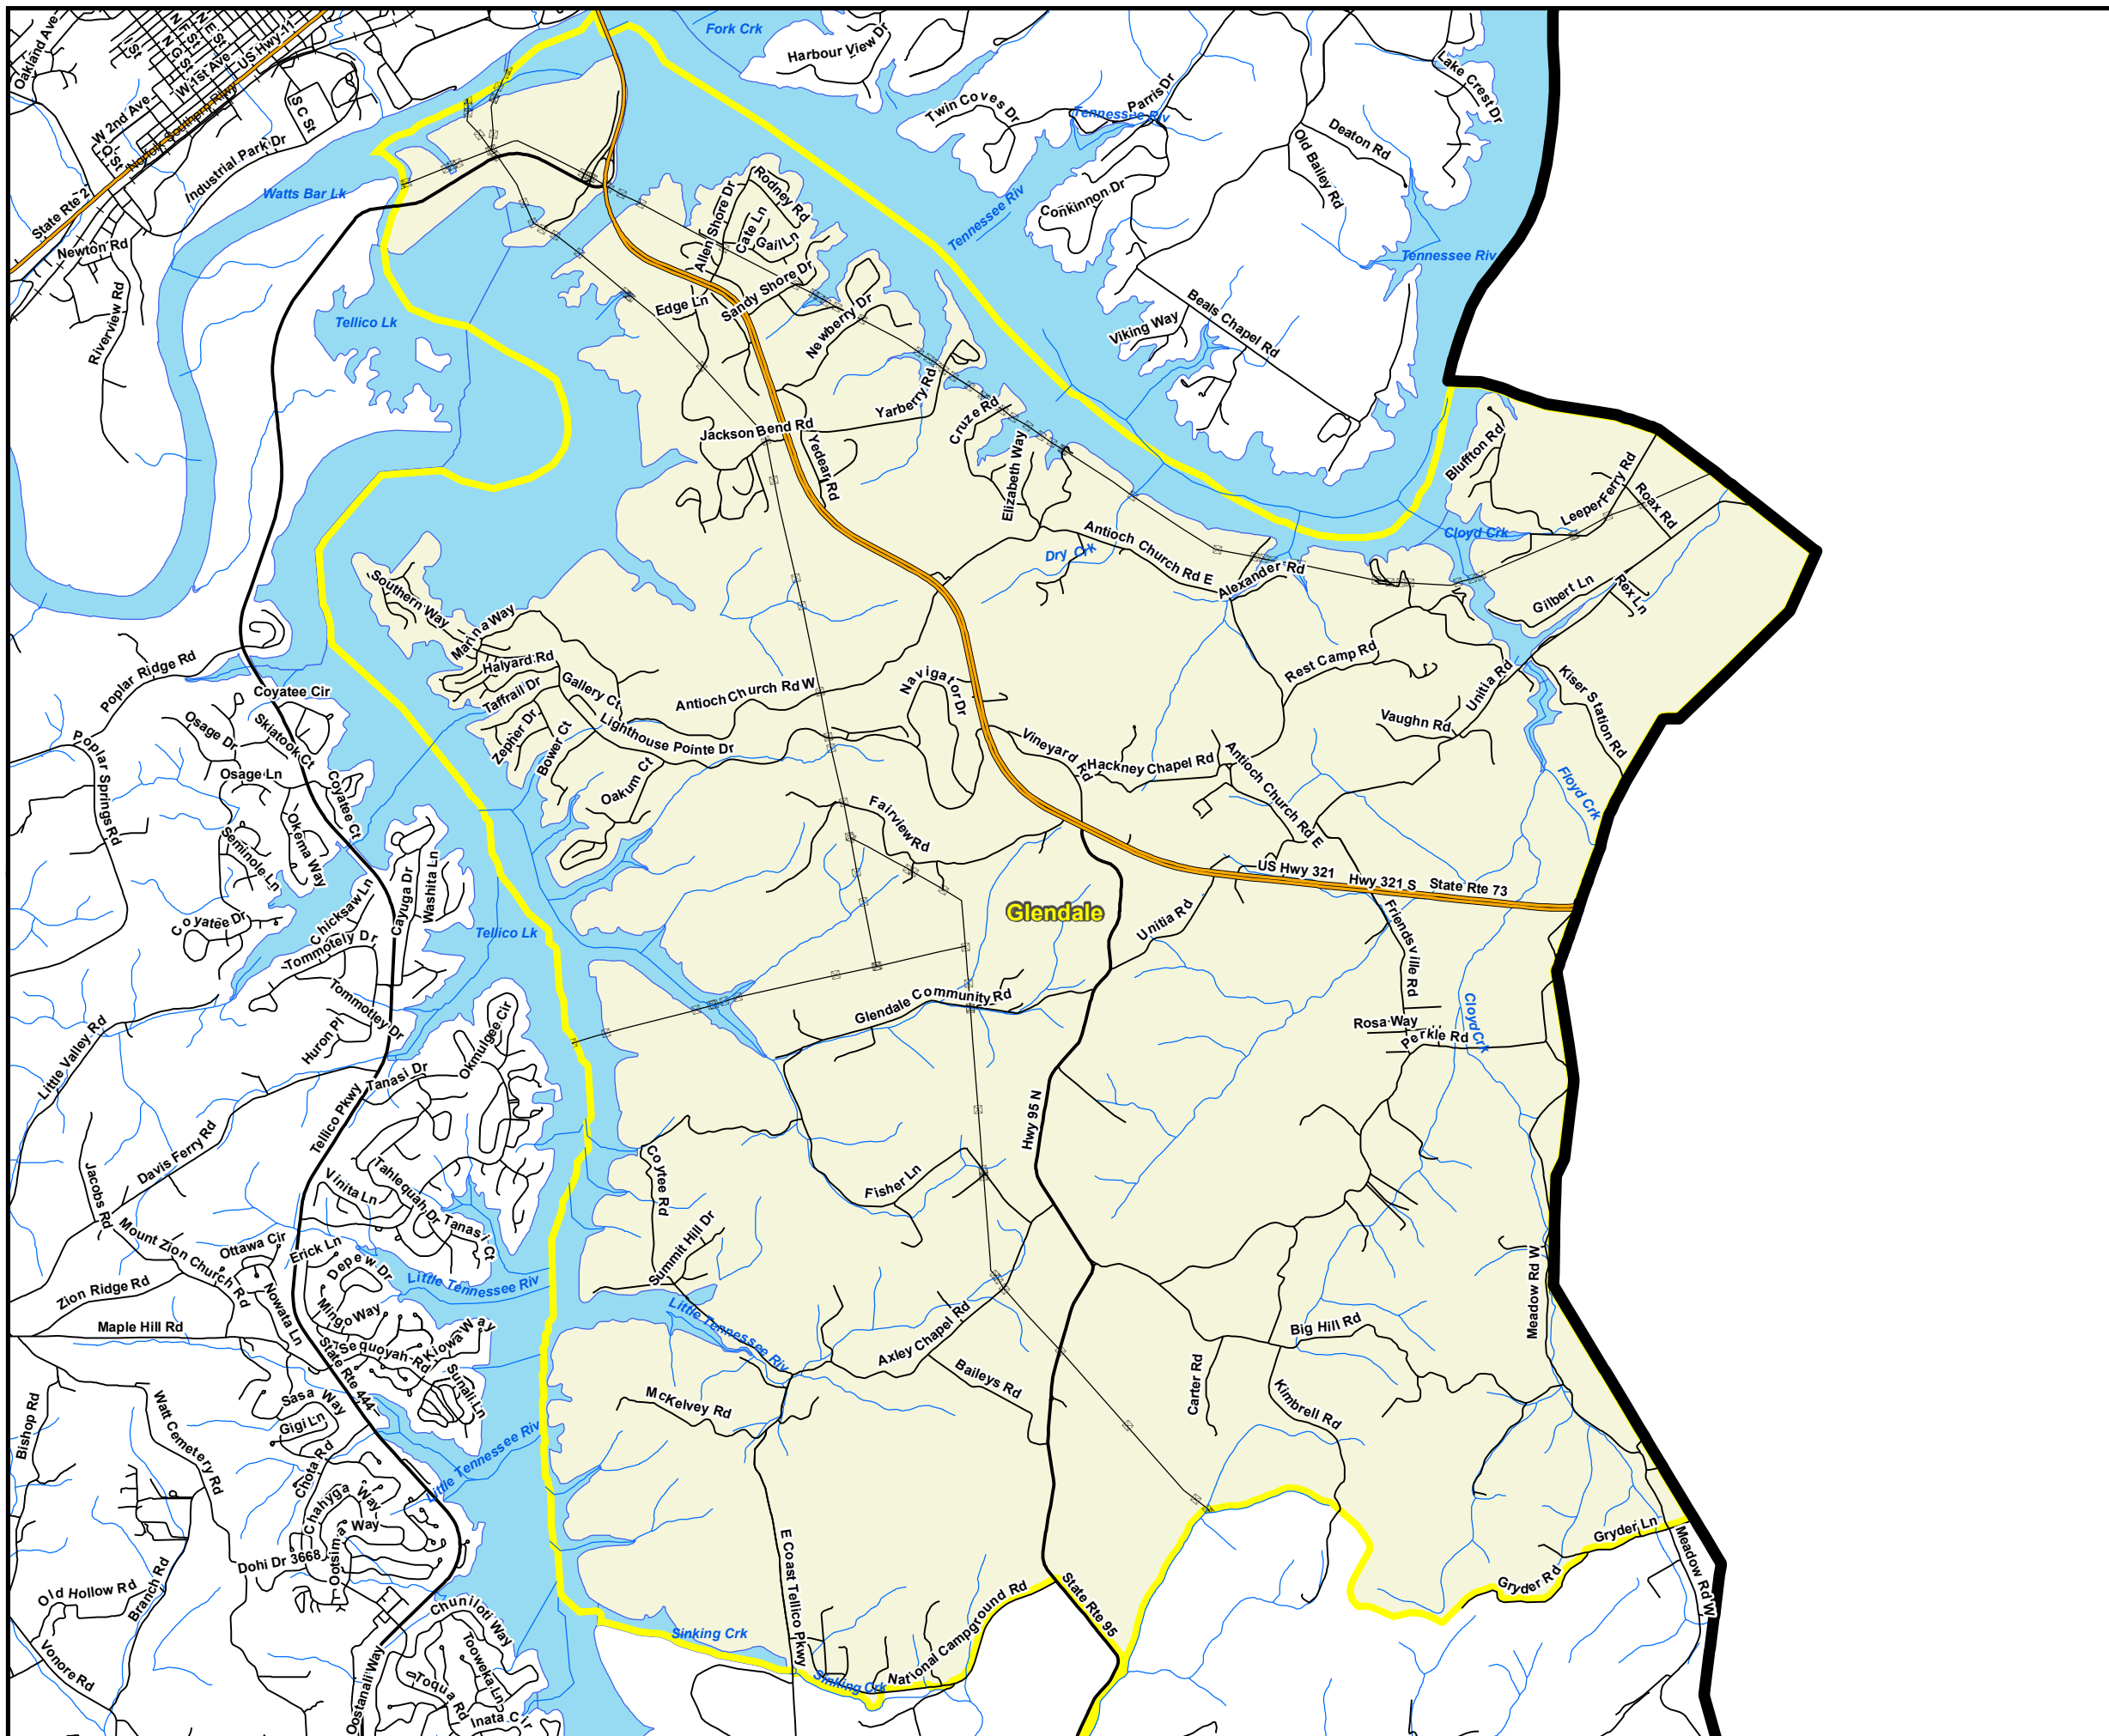 Oakland Ave
N G St
W 1st Ave
US Hwy 11
W 2nd Ave
Q St
Norfolk Southern Rlwy
S C St
Industrial Park Dr
State Rte 2
Newton Rd
Riverview Rd
Watts Bar Lk
Tellico Lk
Fork Crk
Harbour View Dr
Twin Coves Dr
Parris Dr
Tennessee Riv
Lake Crest Dr
Deaton Rd
Old Bailey Rd
Conkinnon Dr
Tennessee Riv
Tennessee Riv
Beals Chapel Rd
Viking Way
Rodney Rd
Allen Shore Dr
Cate Ln
Gail Ln
Sandy Shore Dr
Edge Ln
Newberry Dr
Yarberry Rd
Jackson Bend Rd
Yedear Rd
Cruze Rd
Elizabeth Way
Bluffton Rd
Leeper Ferry Rd
Roax Rd
Cloyd Crk
Antioch Church Rd E
Dry Crk
Alexander Rd
Gilbert Ln
Rex Ln
Southern Way
Marina Way
Halyard Rd
Taffrail Dr
Gallery Ct
Zepher Dr
Bower Ct
Lighthouse Pointe Dr
Oakum Ct
Antioch Church Rd W
Navigator Dr
Rest Camp Rd
Unitia Rd
Kiser Station Rd
Vaughn Rd
Vineyard Rd
Hackney Chapel Rd
Antioch Church Rd E
Floyd Crk
Poplar Ridge Rd
Coyatee Cir
Osage Dr
Skiatook Ct
Poplar Springs Rd
Osage Ln
Coyatee Ct
Okema Way
Seminole Ln
Fairview Rd
US Hwy 321
Hwy 321 S
State Rte 73
Glendale
Unitia Rd
Friendsville Rd
Coyatee Dr
Chicksaw Ln
Cayuga Dr
Washita Ln
Tommotely Dr
Tellico Lk
Tommotley Dr
Huron Pl
Okmulgee Cir
Glendale Community Rd
Rosa Way
Perkle Rd
Cloyd Crk
Little Valley Rd
Tanasi Dr
Tellico Pkwy
Davis Ferry Rd
Jacobs Rd
Hwy 95 N
Coytee Rd
Fisher Ln
Summit Hill Dr
Tahlequah Dr
Vinita Ln
Tanasi Ct
Mount Zion Church Rd
Ottawa Cir
Erick Ln
Depew Dr
Little Tennessee Riv
Zion Ridge Rd
Nowata Ln
Mingo Way
Maple Hill Rd
Kiowa Way
Sequoyah Rd
State Rte 444
Sunali Ln
Little Tennessee Riv
Axley Chapel Rd
Baileys Rd
Big Hill Rd
Meadow Rd W
Carter Rd
Kimbrell Rd
Bishop Rd
Watt Cemetery Rd
Sasa Way
Gigi Ln
Chota Rd
McKelvey Rd
Little Tennessee Riv
Chahyga Way
Ootsima Way
Dohi Dr 3668
Old Hollow Rd
Branch Rd
Vonore Rd
Chuniloti Way
Tooweka Ln
Toqua Rd
Inata Cir
Oostanali Way
E Coast Tellico Pkwy
Sinking Crk
Sinking Crk
National Campground Rd
State Rte 95
Gryder Ln
Gryder Rd
Meadow Rd W